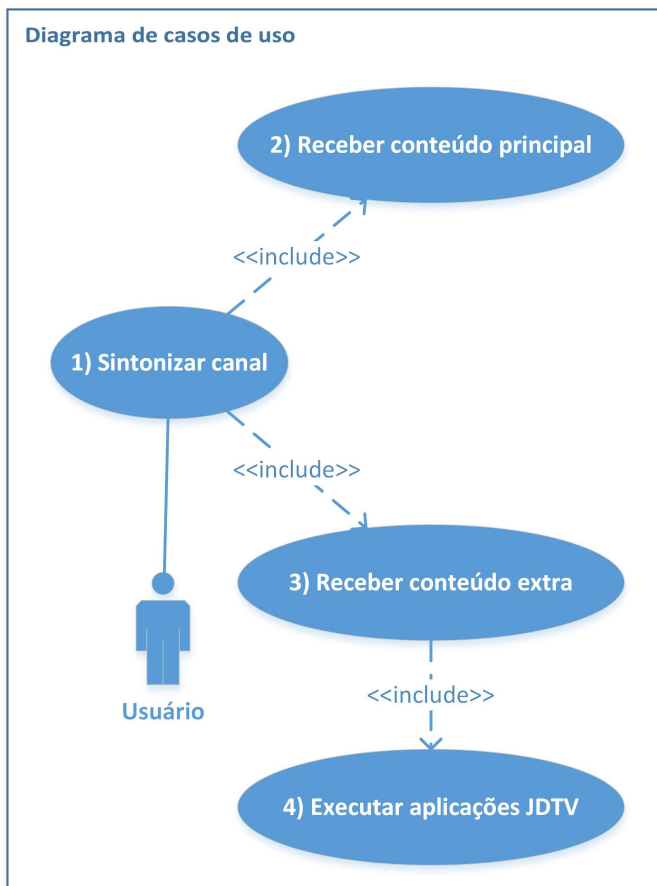 Diagrama de casos de uso
2) Receber conteúdo principal
<<include>>
1) Sintonizar canal
<<include>>
3) Receber conteúdo extra
Usuário
<<include>>
4) Executar aplicações JDTV